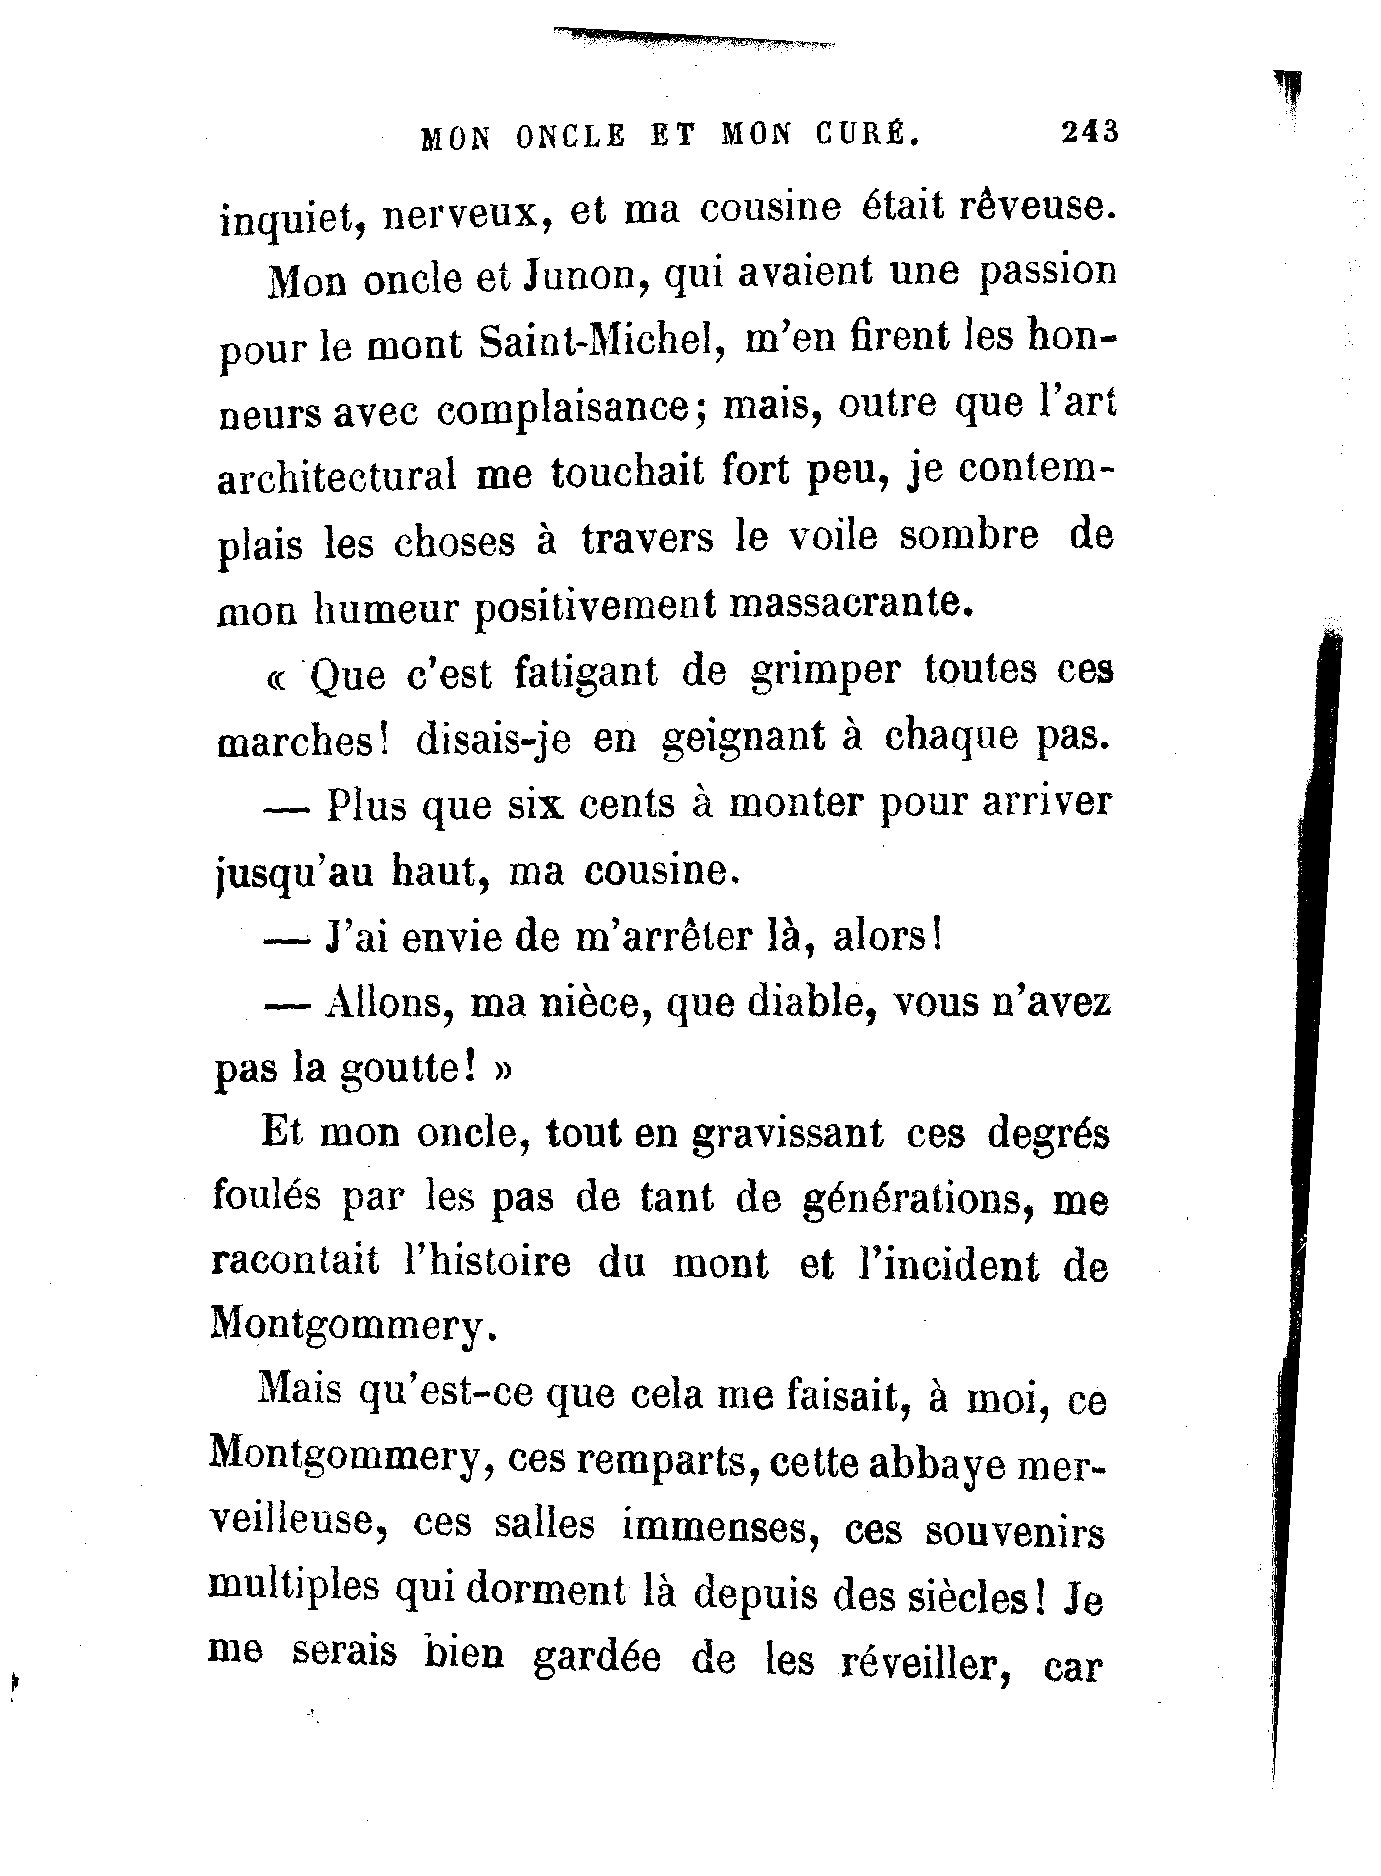 MON ONCLE ET MON CURÉ. 243
inquiet, nerveux, et ma cousine était rêveuse.
Mon oncle et Junon, qui avaient une passion
pour le mont Saint-Michel, m'en firent les hon-
neurs avec complaisance; mais, outre que l'art
architectural me touchait fort peu, je contem-
plais les choses à travers le voile sombre de
mon humeur positivement massacrante.
« Que c'est fatigant de grimper toutes ces
marches! disais-je en geignant à chaque pas.
— Plus que six cents à monter pour arriver
jusqu'au haut, ma cousine.
— J'ai envie de m'arrêter là, alors!
— Allons, ma nièce, que diable, vous n'avez
pas la goutte! »
Et mon oncle, tout en gravissant ces degrés
foulés par les pas de tant de générations, me
racontait l'histoire du mont et l'incident de
Montgommery.
Mais qu'est-ce que cela me faisait, à moi, ce
Montgommery, ces remparts, cette abbaye mer-
veilleuse, ces salles immenses, ces souvenirs
multiples qui dorment là depuis des siècles! Je
me serais bien gardée de les réveiller, car